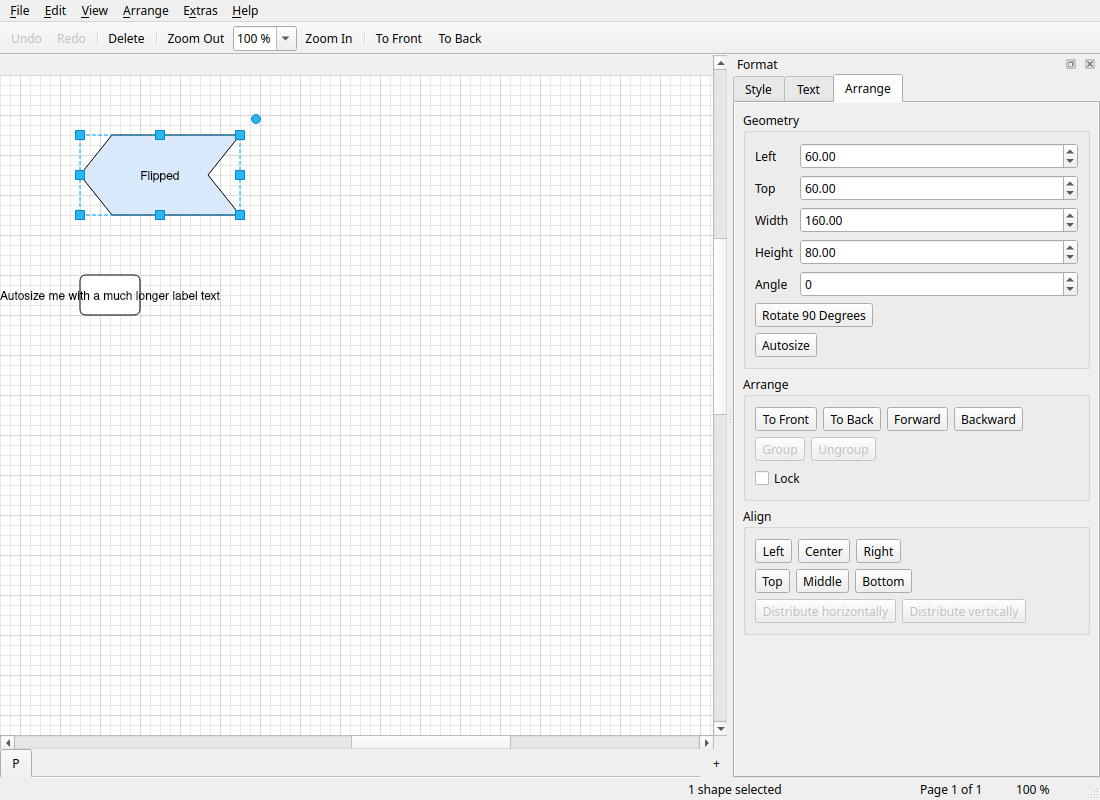 File Edit View Arrange Extras Help
Undo Redo Delete Zoom Out 100 % Zoom In To Front To Back
Format
Style Text Arrange
Geometry
Left 60.00
Top 60.00
Width 160.00
Height 80.00
Angle 0
Rotate 90 Degrees
Autosize
Arrange
To Front To Back Forward Backward
Group Ungroup
Lock
Align
Left Center Right
Top Middle Bottom
Distribute horizontally Distribute vertically
Flipped
Autosize me with a much longer label text
P +
1 shape selected Page 1 of 1 100 %